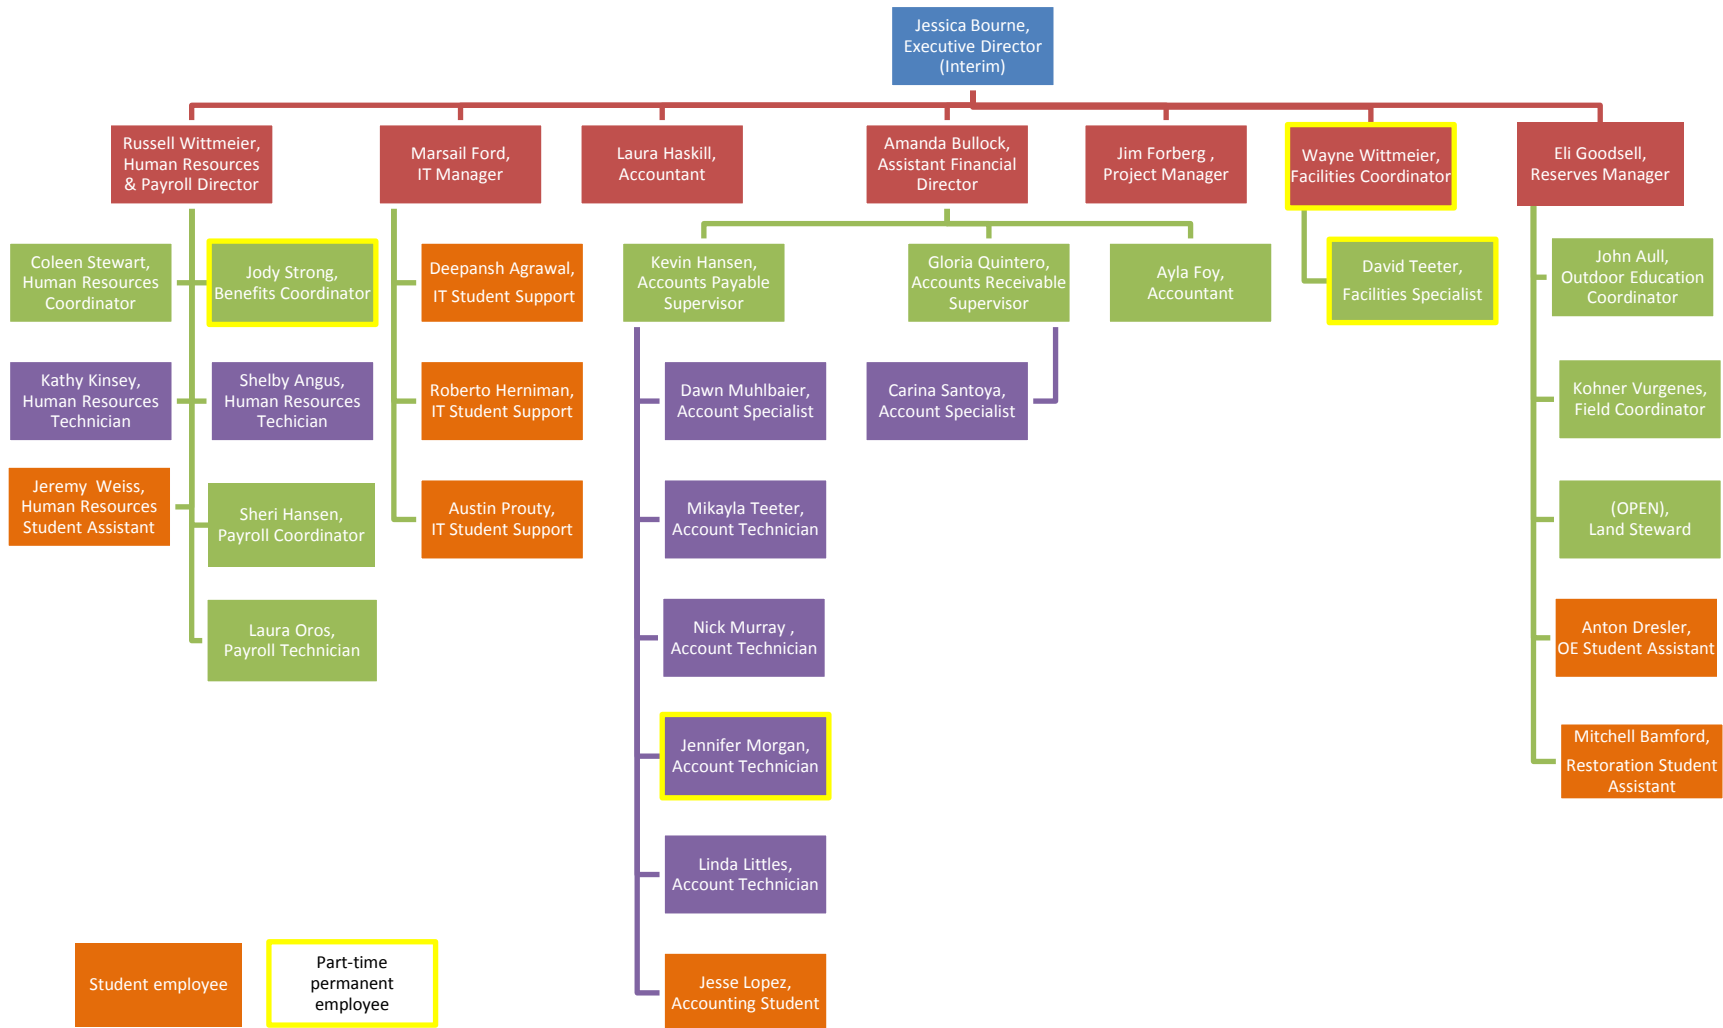 Jessica Bourne,
Executive Director
(Interim)
Russell Wittmeier,
Human Resources
& Payroll Director
Marsail Ford,
IT Manager
Laura Haskill,
Accountant
Amanda Bullock,
Assistant Financial
Director
Jim Forberg ,
Project Manager
Wayne Wittmeier,
Facilities Coordinator
Eli Goodsell,
Reserves Manager
Coleen Stewart,
Human Resources
Coordinator
Jody Strong,
Benefits Coordinator
Deepansh Agrawal,
IT Student Support
Kevin Hansen,
Accounts Payable
Supervisor
Gloria Quintero,
Accounts Receivable
Supervisor
Ayla Foy,
Accountant
David Teeter,
Facilities Specialist
John Aull,
Outdoor Education
Coordinator
Kathy Kinsey,
Human Resources
Technician
Shelby Angus,
Human Resources
Techician
Roberto Herniman,
IT Student Support
Dawn Muhlbaier,
Account Specialist
Carina Santoya,
Account Specialist
Kohner Vurgenes,
Field Coordinator
Jeremy  Weiss,
Human Resources
Student Assistant
Sheri Hansen,
Payroll Coordinator
Austin Prouty,
IT Student Support
Mikayla Teeter,
Account Technician
(OPEN),
Land Steward
Laura Oros,
Payroll Technician
Nick Murray ,
Account Technician
Anton Dresler,
OE Student Assistant
Jennifer Morgan,
Account Technician
Mitchell Bamford,
Restoration Student
Assistant
Linda Littles,
Account Technician
Jesse Lopez,
Accounting Student
Student employee
Part-time
permanent
employee